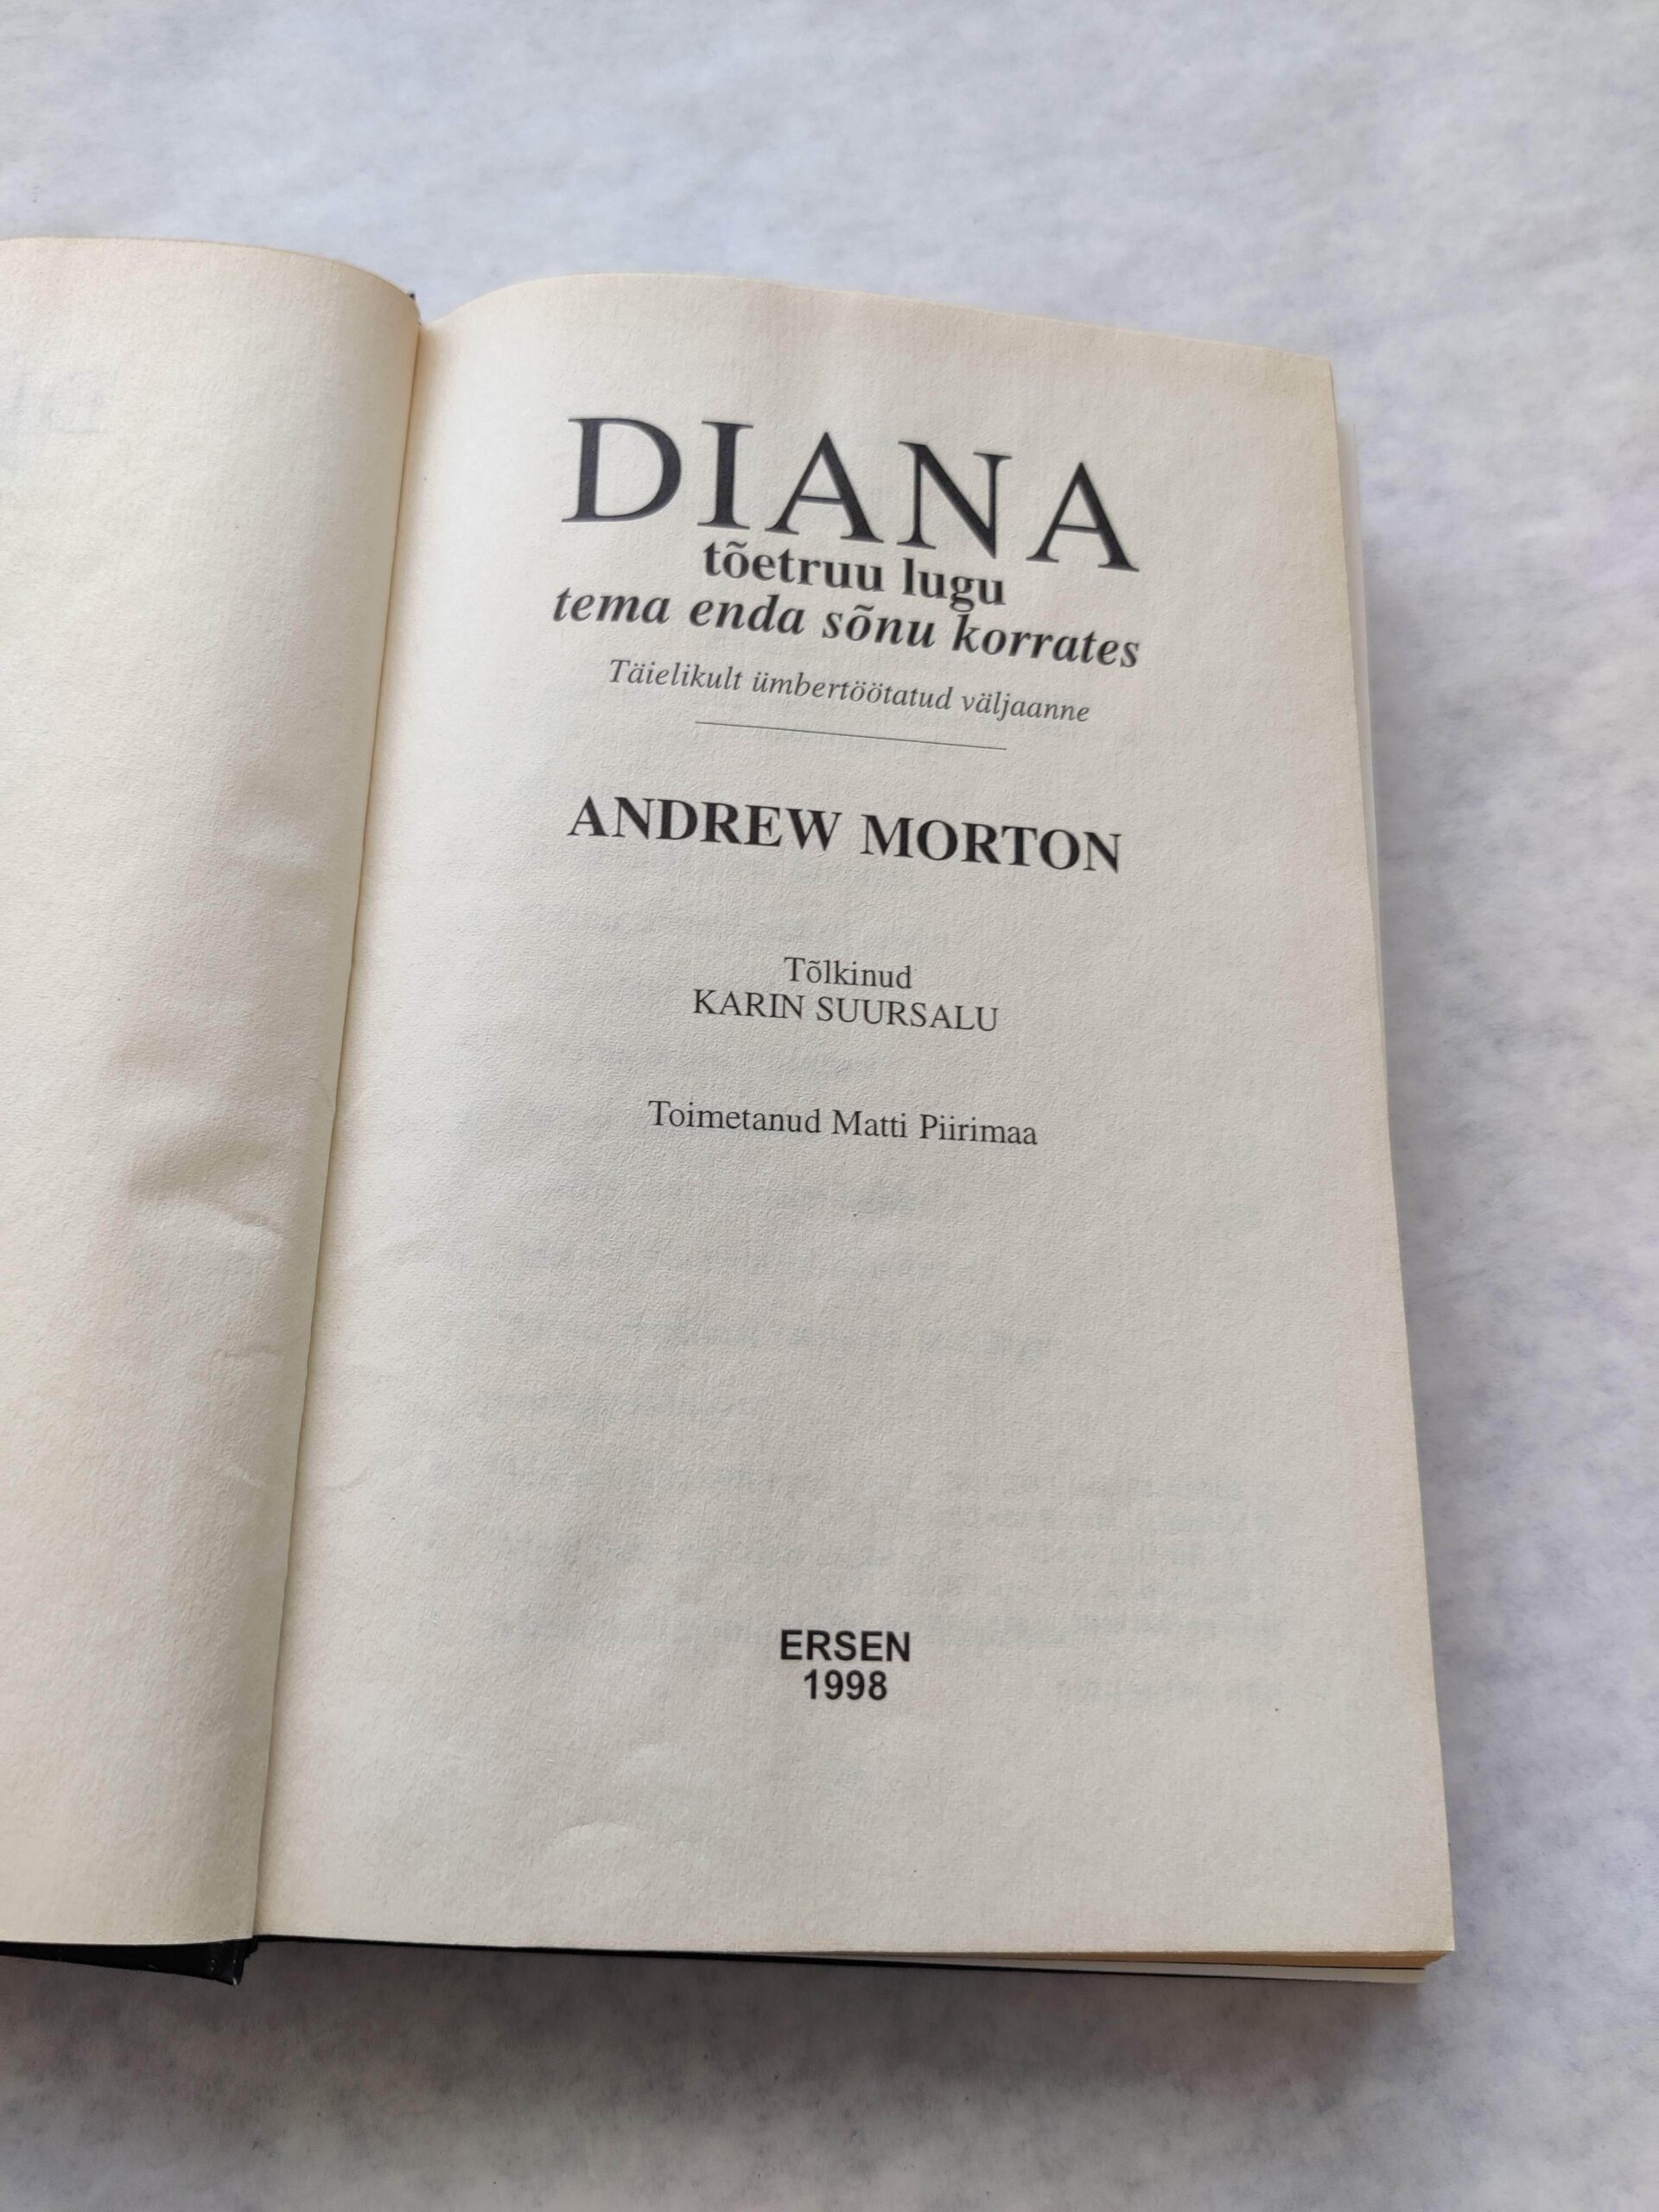 DIANA
tõetruu lugu
tema enda sõnu korrates
Täielikult ümbertöötatud väljaanne
ANDREW MORTON
Tõlkinud
KARIN SUURSALU
Toimetanud Matti Piirimaa
ERSEN
1998